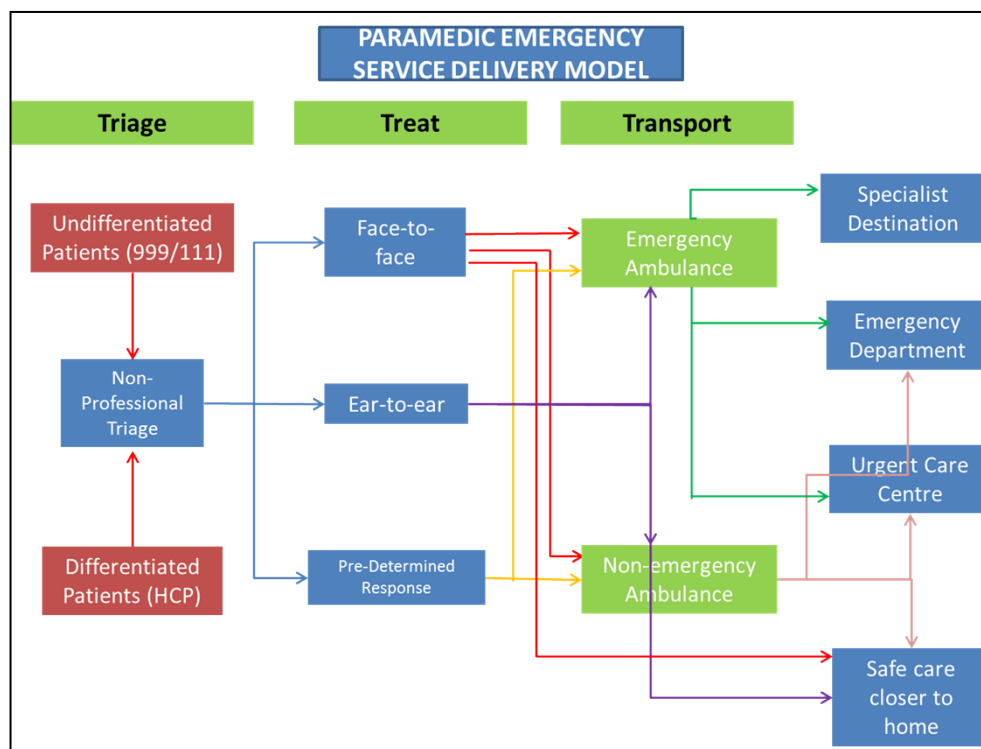 PARAMEDIC EMERGENCY
SERVICE DELIVERY MODEL
Triage
Treat
Transport
Undifferentiated
Patients (999/111)
Non-
Professional
Triage
Differentiated
Patients (HCP)
Face-to-
face
Ear-to-ear
Pre-Determined
Response
Emergency
Ambulance
Non-emergency
Ambulance
Specialist
Destination
Emergency
Department
Urgent Care
Centre
Safe care
closer to
home